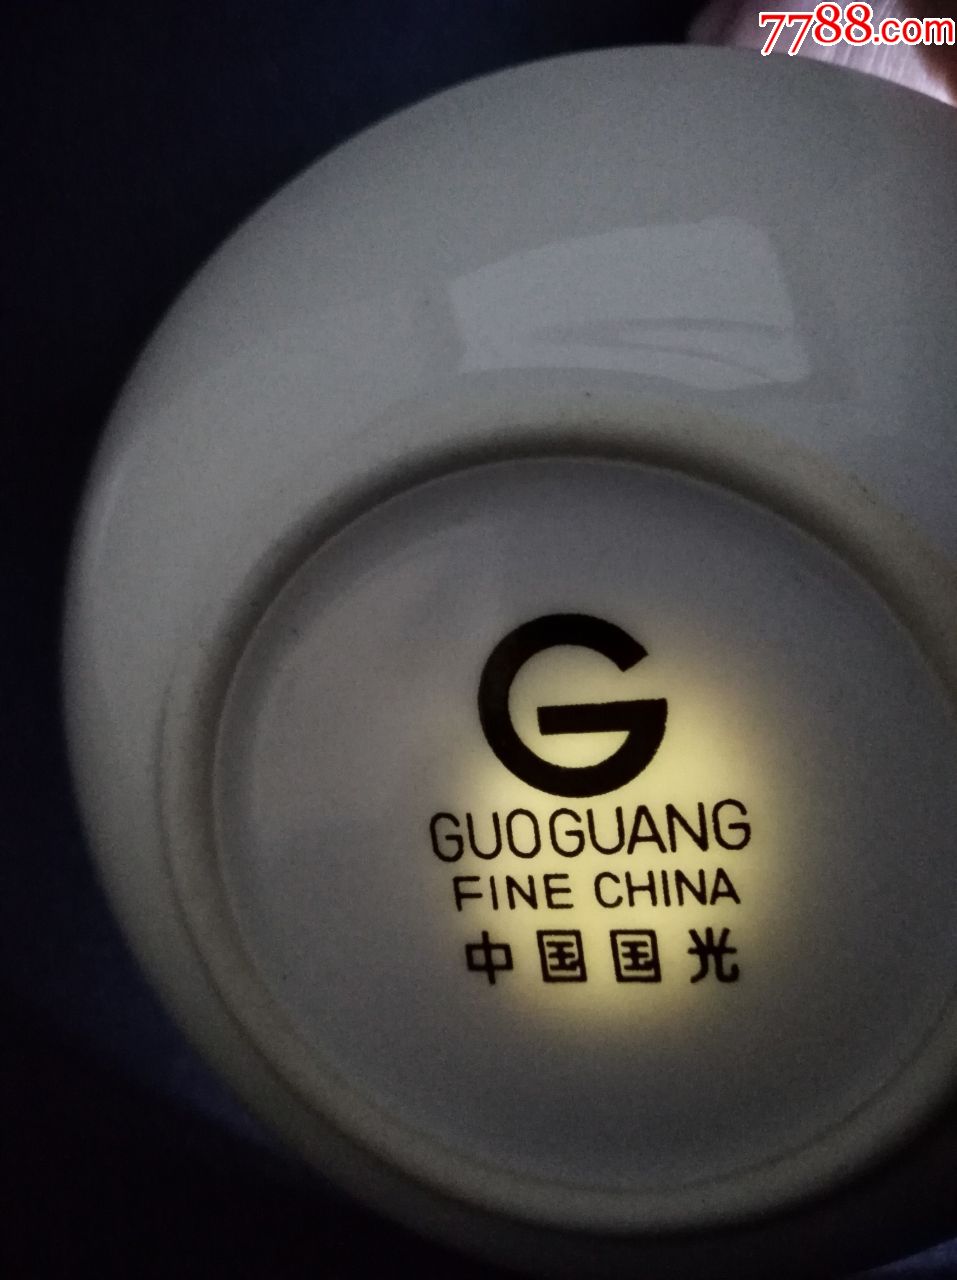 7788.com
G
GUOGUANG
FINE CHINA
中国国光